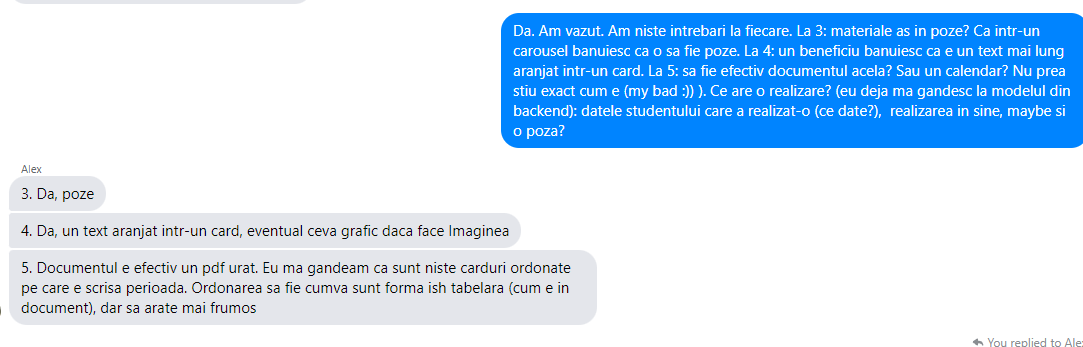 Da. Am vazut. Am niste intrebari la fiecare. La 3: materiale as in poze? Ca intr-un
carousel banuiesc ca o sa fie poze. La 4: un beneficiu banuiesc ca e un text mai lung
aranjat intr-un card. La 5: sa fie efectiv documentul acela? Sau un calendar? Nu prea
stiu exact cum e (my bad :)) ). Ce are o realizare? (eu deja ma gandesc la modelul din
backend): datele studentului care a realizat-o (ce date?), realizarea in sine, maybe si
o poza?
Alex
3. Da, poze
4. Da, un text aranjat intr-un card, eventual ceva grafic daca face Imaginea
5. Documentul e efectiv un pdf urat. Eu ma gandeam ca sunt niste carduri ordonate
pe care e scrisa perioada. Ordonarea sa fie cumva sunt forma ish tabelara (cum e in
document), dar sa arate mai frumos
You replied to Ale